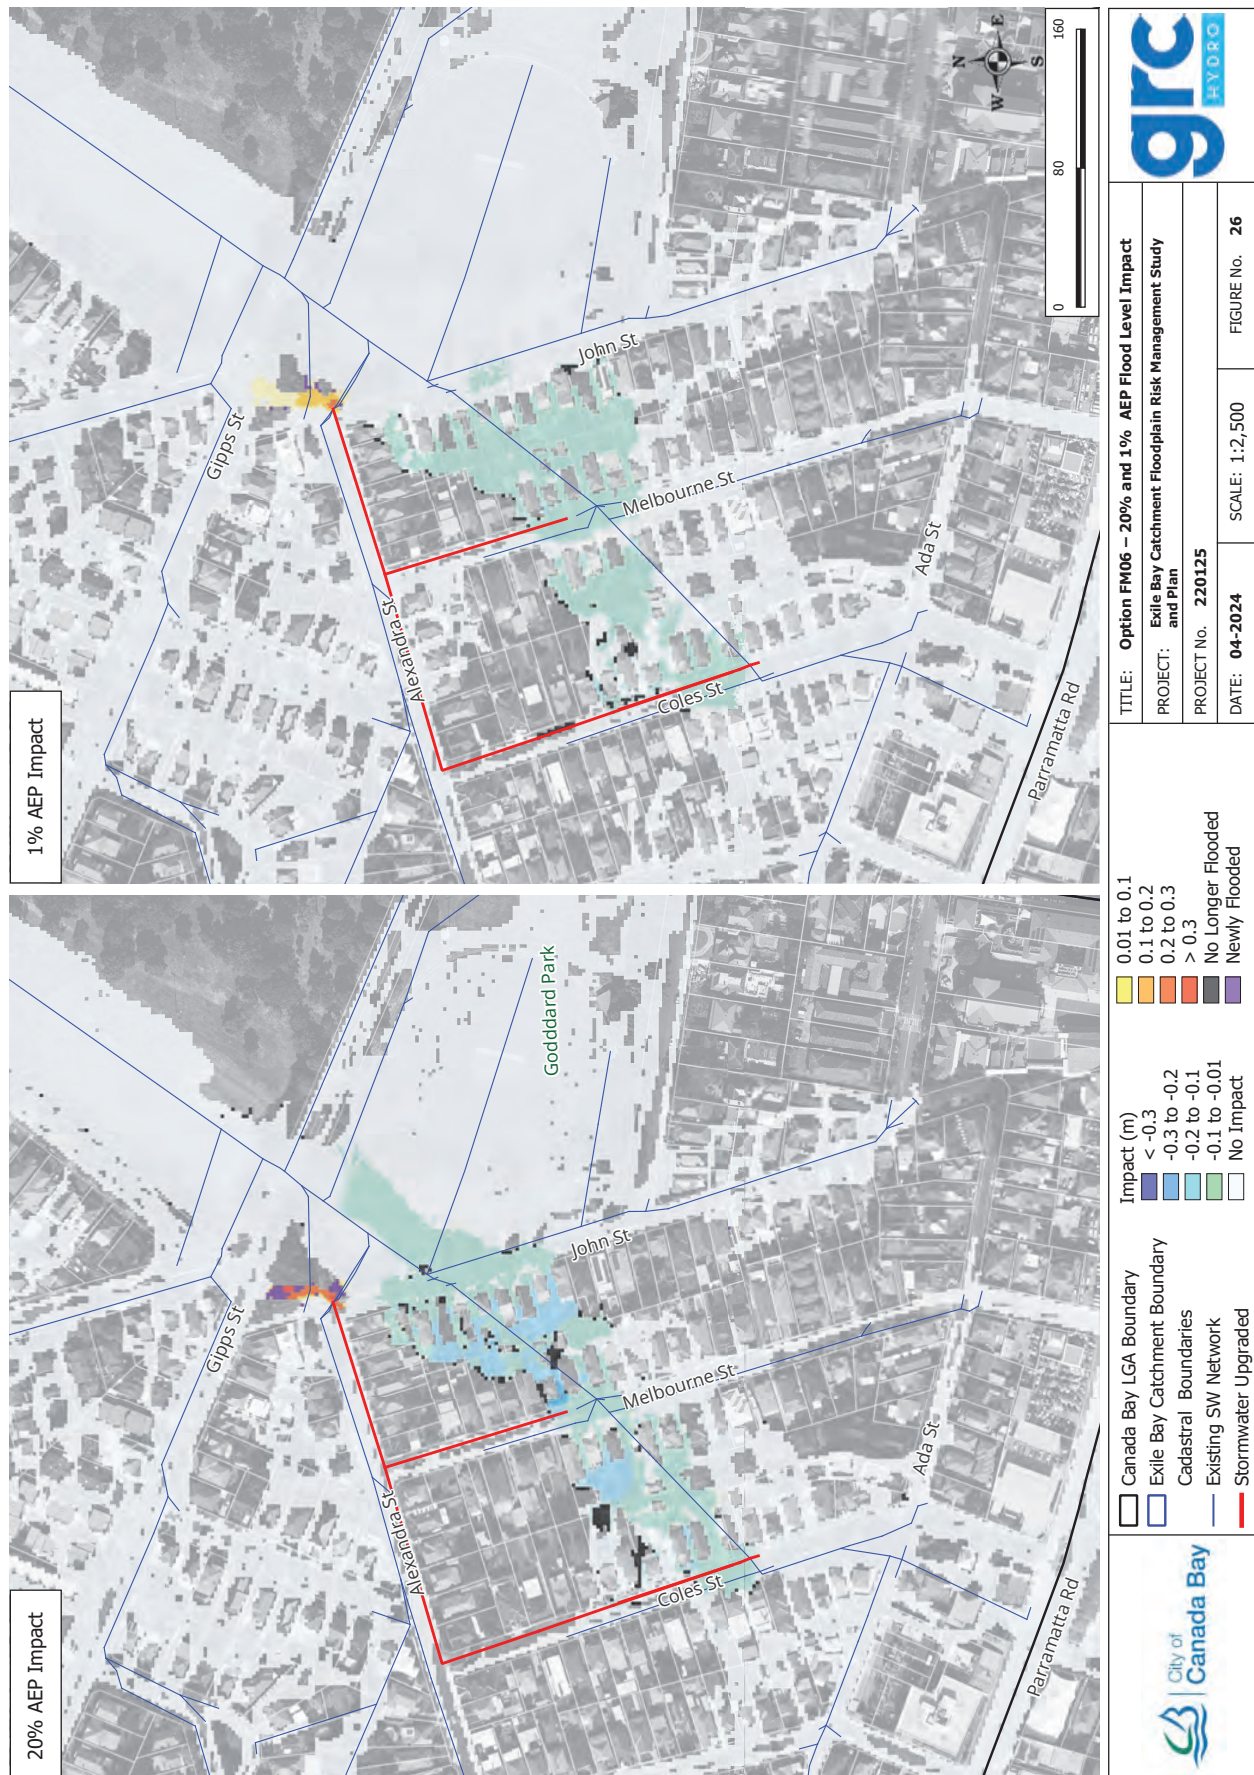 20% AEP Impact
Gipps St
Alexandra St
Godddard Park
John St
Melbourne St
Coles St
Ada St
Parramatta Rd
1% AEP Impact
Gipps St
Alexandra St
John St
Melbourne St
Coles St
Ada St
Parramatta Rd
N
W
E
S
0
80
160
City of
Canada Bay
Canada Bay LGA Boundary
Exile Bay Catchment Boundary
Cadastral Boundaries
Existing SW Network
Stormwater Upgraded
Impact (m)
< -0.3
-0.3 to -0.2
-0.2 to -0.1
-0.1 to -0.01
No Impact
0.01 to 0.1
0.1 to 0.2
0.2 to 0.3
> 0.3
No Longer Flooded
Newly Flooded
TITLE: Option FM06 – 20% and 1% AEP Flood Level Impact
PROJECT: Exile Bay Catchment Floodplain Risk Management Study
and Plan
PROJECT No. 220125
DATE: 04-2024
SCALE: 1:2,500
FIGURE No. 26
grc
HYDRO